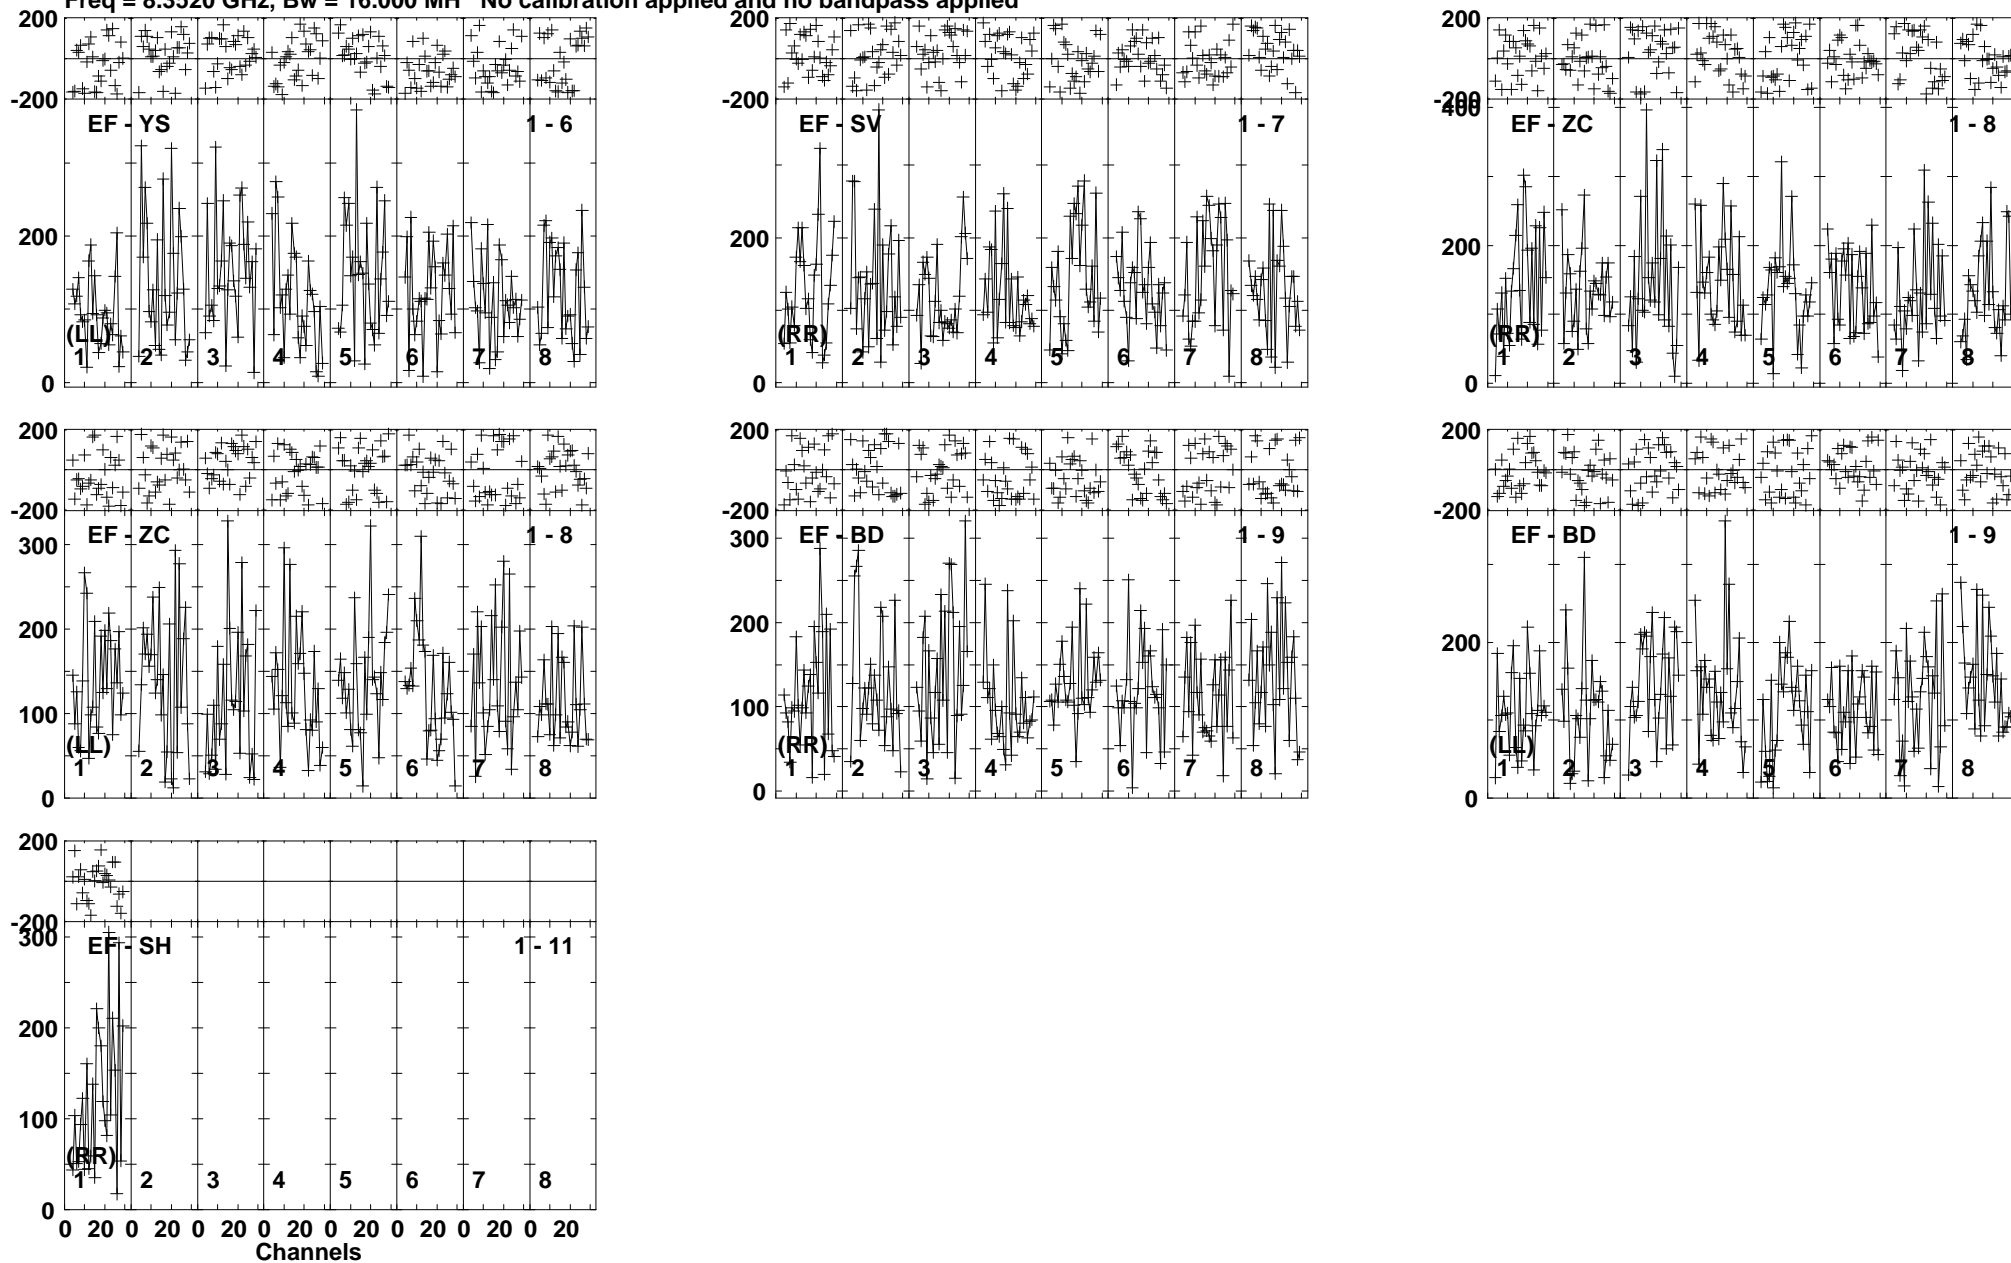 Freq = 8.3520 GHz, Bw = 16.000 MH No calibration applied and no bandpass applied
200
-200
EF - YS 1 - 6
200
(LL)
1 2 3 4 5 6 7 8
0
200
-200
EF - SV 1 - 7
200
(RR)
1 2 3 4 5 6 7 8
0
200
-200
400
EF - ZC 1 - 8
200
(RR)
1 2 3 4 5 6 7 8
0
200
-200
EF - ZC 1 - 8
300
200
100
(LL)
1 2 3 4 5 6 7 8
0
200
-200
EF - BD 1 - 9
300
200
100
(RR)
1 2 3 4 5 6 7 8
0
200
-200
EF - BD 1 - 9
200
(LL)
1 2 3 4 5 6 7 8
0
200
-200
300
EF - SH 1 - 11
200
100
(RR)
1 2 3 4 5 6 7 8
0
0 20 0 20 0 20 0 20 0 20 0 20 0 20 0 20
Channels